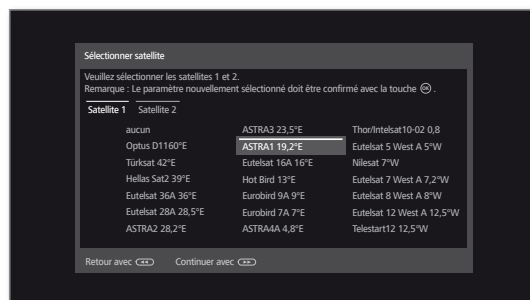 Sélectionner satellite
Veuillez sélectionner les satellites 1 et 2.
Remarque : Le paramètre nouvellement sélectionné doit être confirmé avec la touche OK .
Satellite 1 Satellite 2
aucun ASTRA3 23,5°E Thor/Intelsat10-02 0,8
Optus D1160°E ASTRA1 19,2°E Eutelsat 5 West A 5°W
Türksat 42°E Eutelsat 16A 16°E Nilesat 7°W
Hellas Sat2 39°E Hot Bird 13°E Eutelsat 7 West A 7,2°W
Eutelsat 36A 36°E Eurobird 9A 9°E Eutelsat 8 West A 8°W
Eutelsat 28A 28,5°E Eurobird 7A 7°E Eutelsat 12 West A 12,5°W
ASTRA2 28,2°E ASTRA4A 4,8°E Telestart12 12,5°W
Retour avec Continuer avec